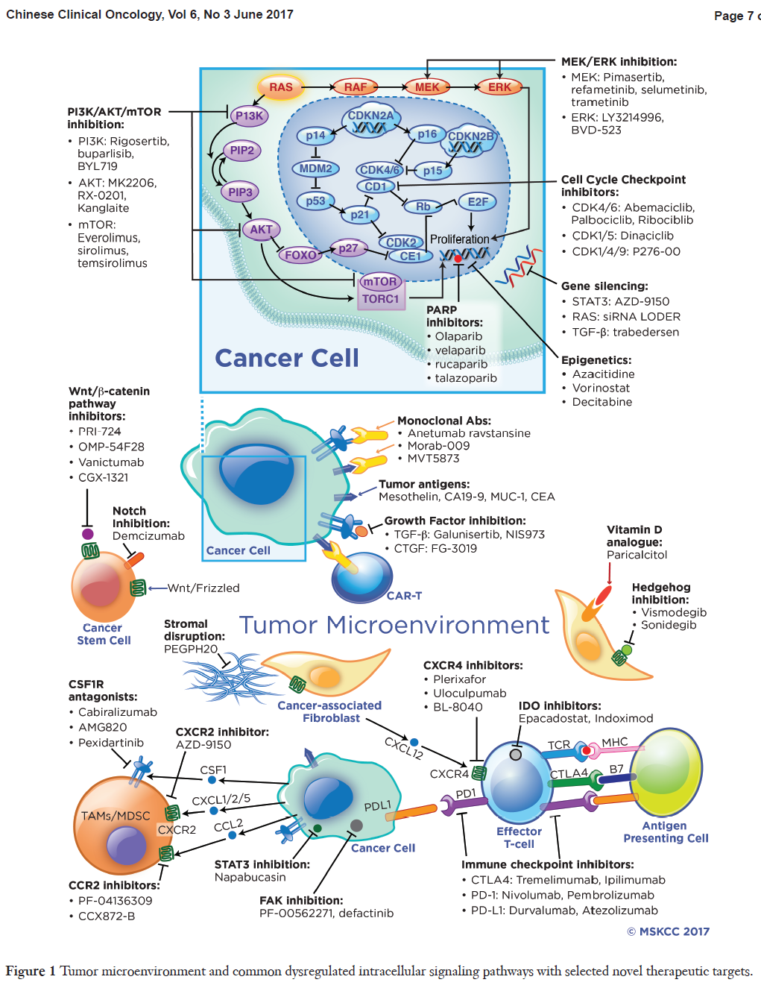 Chinese Clinical Oncology, Vol 6, No 3 June 2017
Page 7
MEK/ERK inhibition:
• MEK: Pimasertib,
refametinib, selumetinib,
trametinib
• ERK: LY3214996,
BVD-523
RAS
RAF
MEK
ERK
PI3K/AKT/mTOR
inhibition:
• PI3K: Rigosertib,
buparlisib,
BYL719
• AKT: MK2206,
RX-0201,
Kanglaite
• mTOR:
Everolimus,
sirolimus,
temsirolimus
P13K
PIP2
PIP3
AKT
FOXO
p27
mTOR
TORC1
CDKN2A
p14
p16
CDKN2B
MDM2
CDK4/6
p15
CD1
p53
Rb
E2F
p21
CDK2
CE1
Proliferation
Cell Cycle Checkpoint
inhibitors:
• CDK4/6: Abemaciclib,
Palbociclib, Ribociblib
• CDK1/5: Dinaciclib
• CDK1/4/9: P276-00
Gene silencing:
• STAT3: AZD-9150
• RAS: siRNA LODER
• TGF-β: trabedersen
PARP
inhibitors:
• Olaparib
• velaparib
• rucaparib
• talazoparib
Cancer Cell
Epigenetics:
• Azacitidine
• Vorinostat
• Decitabine
Wnt/β-catenin
pathway
inhibitors:
• PRI-724
• OMP-54F28
• Vanictumab
• CGX-1321
Monoclonal Abs:
• Anetumab ravstansine
• Morab-009
• MVT5873
Tumor antigens:
Mesothelin, CA19-9, MUC-1, CEA
Growth Factor inhibition:
• TGF-β: Galunisertib, NIS973
• CTGF: FG-3019
Cancer Cell
CAR-T
Notch
Inhibition:
Demcizumab
Wnt/Frizzled
Cancer
Stem Cell
Vitamin D
analogue:
Paricalcitol
Hedgehog
inhibition:
• Vismodegib
• Sonidegib
Tumor Microenvironment
Stromal
disruption:
PEGPH20
Cancer-associated
Fibroblast
CXCR4 inhibitors:
• Plerixafor
• Uloculpumab
• BL-8040
IDO inhibitors:
Epacadostat, Indoximod
CSF1R
antagonists:
• Cabiralizumab
• AMG820
• Pexidartinib
CXCR2 inhibitor:
AZD-9150
CXCL12
CXCR4
TCR
MHC
CTLA4
B7
PD1
PDL1
CSF1
CXCL1/2/5
CCL2
TAMs/MDSC
CXCR2
Cancer Cell
Effector
T-cell
Antigen
Presenting Cell
STAT3 inhibition:
Napabucasin
FAK inhibition:
PF-00562271, defactinib
CCR2 inhibitors:
• PF-04136309
• CCX872-B
Immune checkpoint inhibitors:
• CTLA4: Tremelimumab, Ipilimumab
• PD-1: Nivolumab, Pembrolizumab
• PD-L1: Durvalumab, Atezolizumab
© MSKCC 2017
Figure 1 Tumor microenvironment and common dysregulated intracellular signaling pathways with selected novel therapeutic targets.